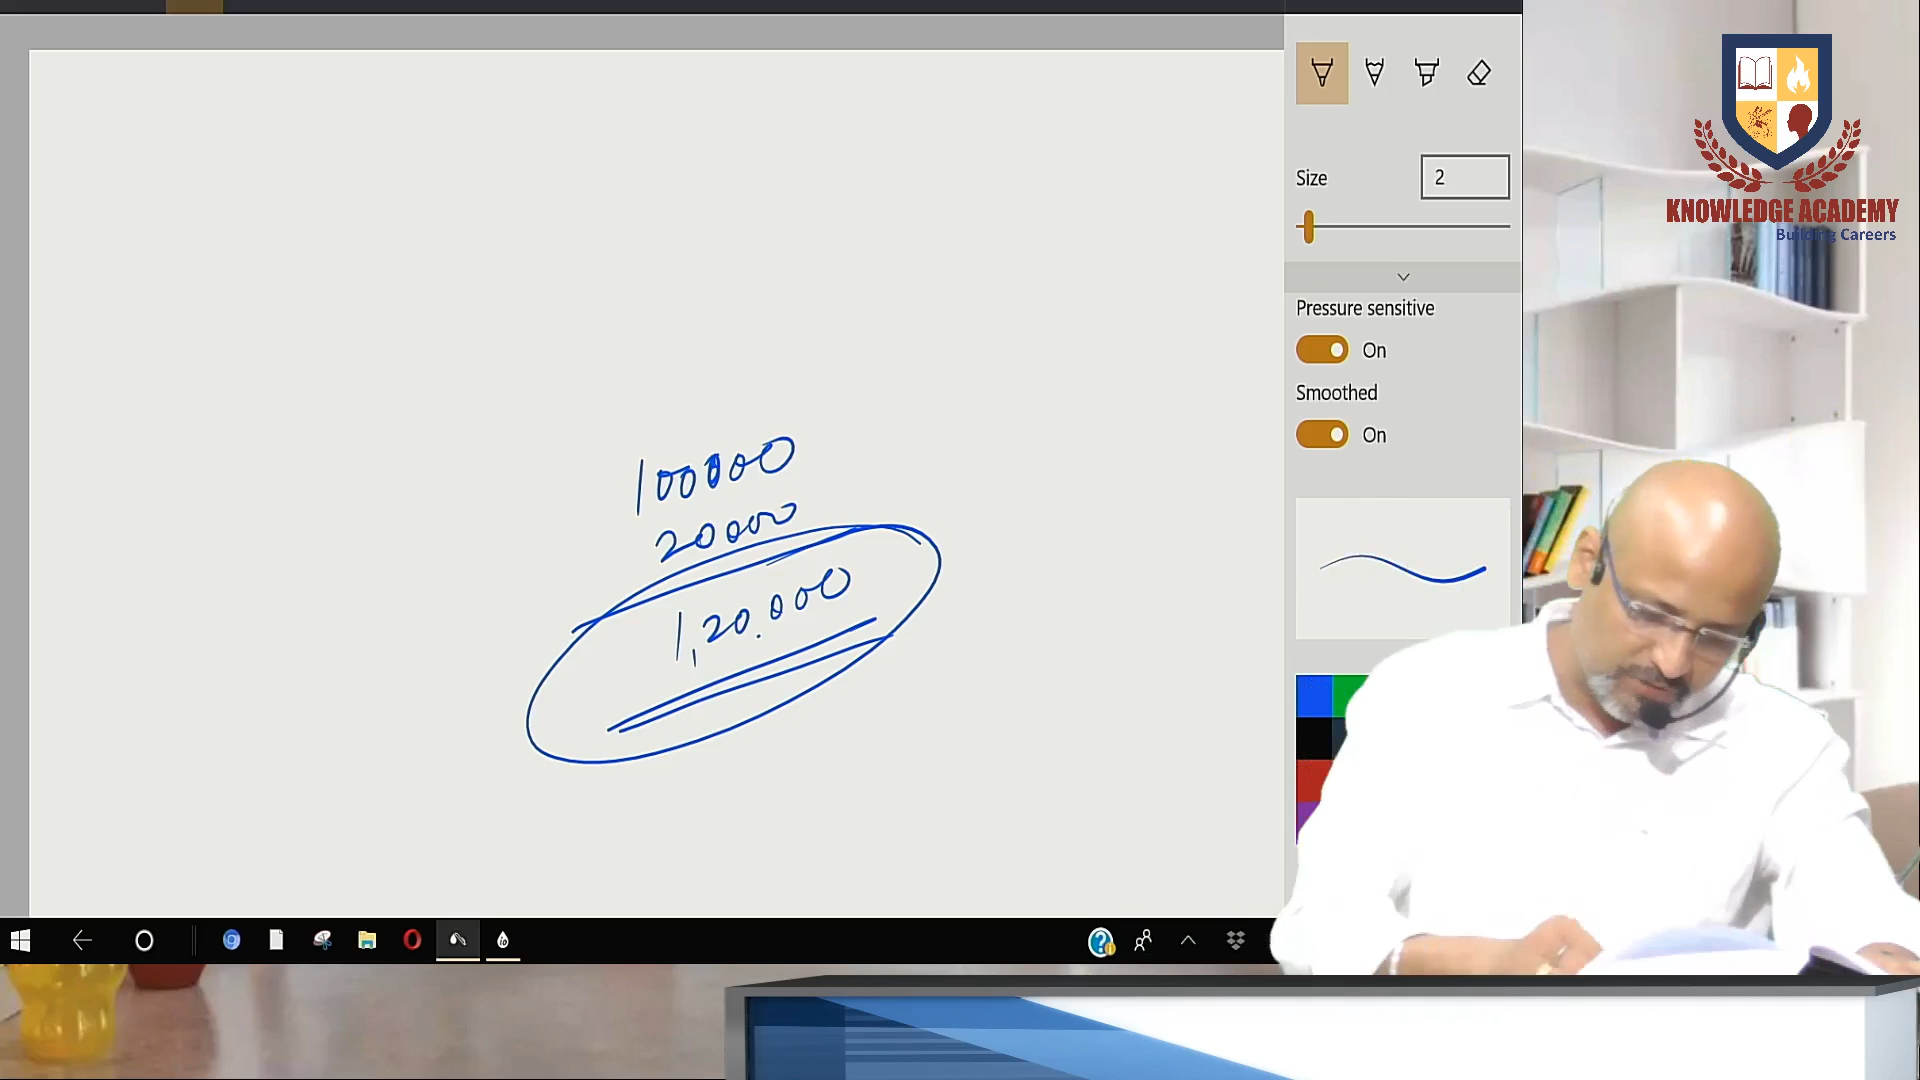 Size
2
Pressure sensitive
On
Smoothed
On
100000
20000
1,20.000
KNOWLEDGE ACADEMY
Building Careers